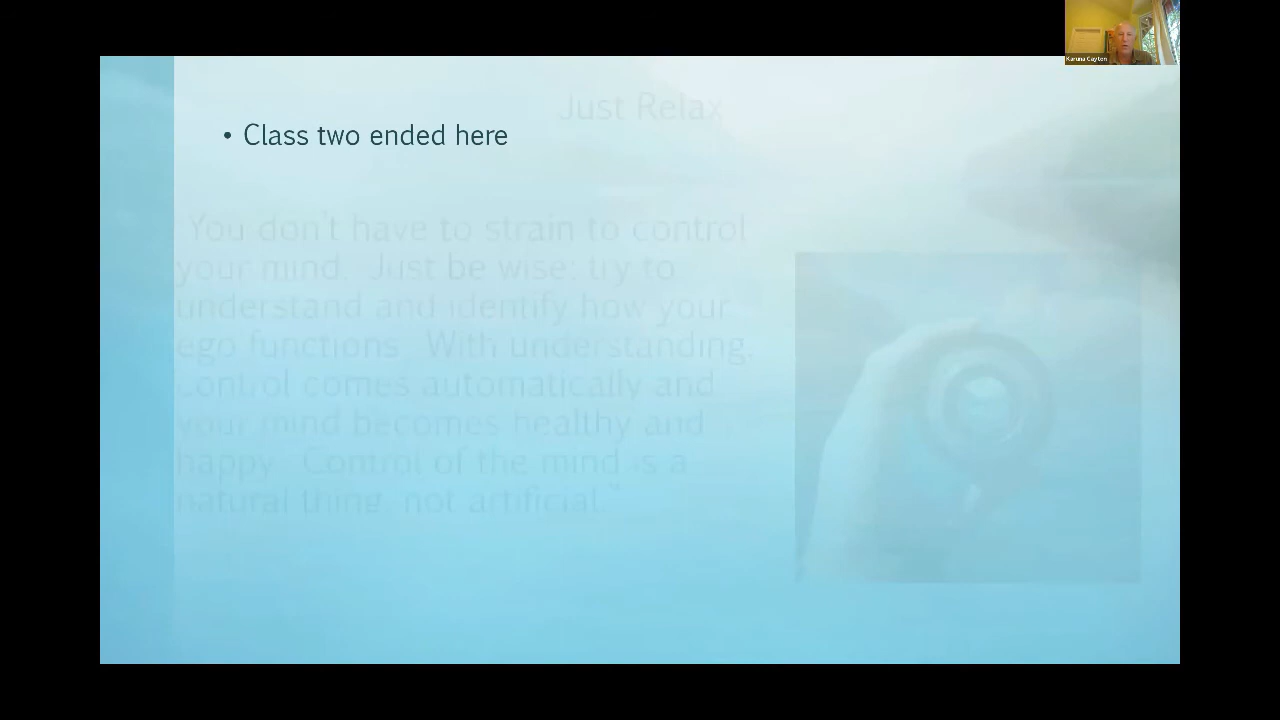 Karuna Cayton
Just Relax
• Class two ended here
"You don't have to strain to control
your mind. Just be wise; try to
understand and identify how your
ego functions. With understanding,
control comes automatically and
your mind becomes healthy and
happy. Control of the mind is a
natural thing, not artificial."